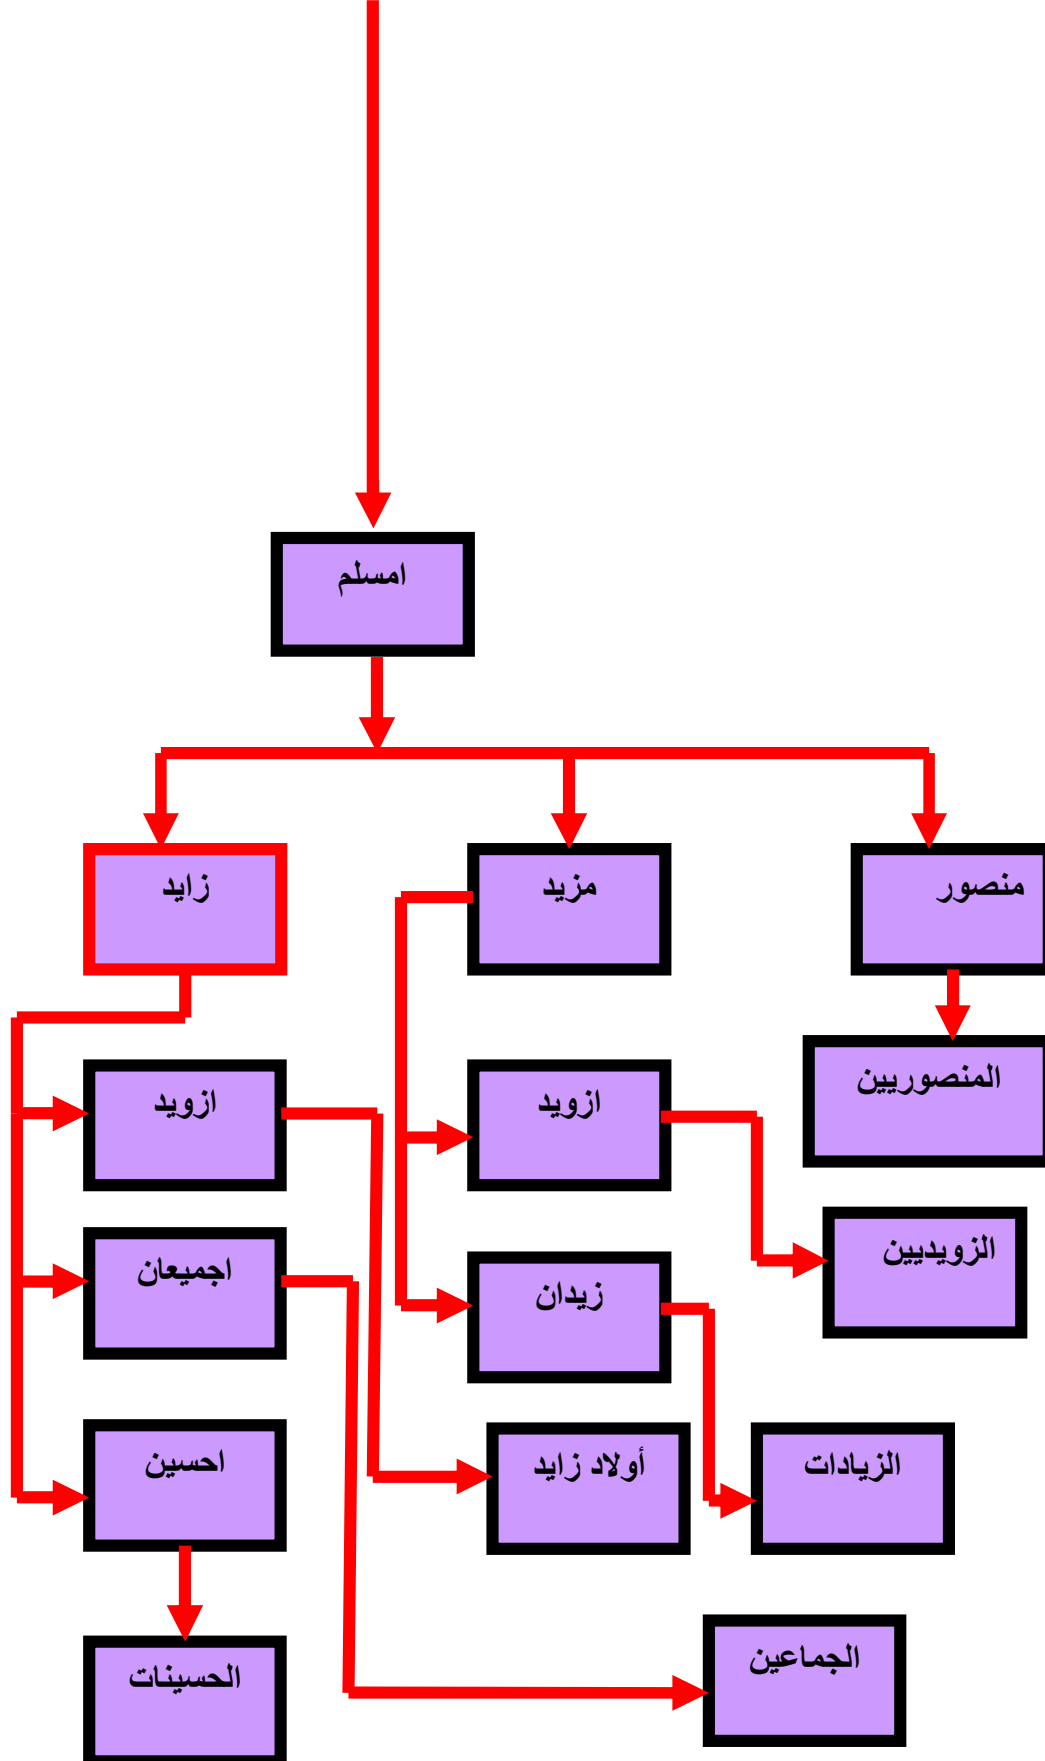 امسلم
منصور
مزيد
زايد
المنصوريين
ازويد
ازويد
الزويديين
اجميعان
زيدان
احسين
أولاد زايد
الزيادات
الجماعين
الحسينات